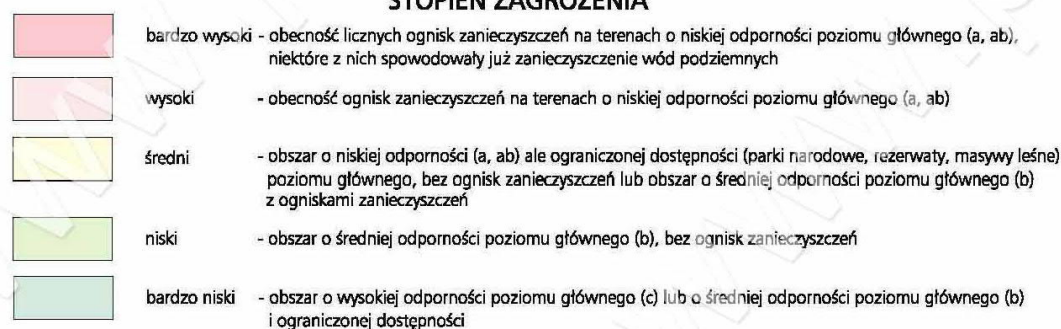 STOPIEŃ ZAGROŻENIA
bardzo wysoki - obecność licznych ognisk zanieczyszczeń na terenach o niskiej odporności poziomu głównego (a, ab),
niektóre z nich spowodowały już zanieczyszczenie wód podziemnych
wysoki - obecność ognisk zanieczyszczeń na terenach o niskiej odporności poziomu głównego (a, ab)
średni - obszar o niskiej odporności (a, ab) ale ograniczonej dostępności (parki narodowe, rezerwaty, masywy leśne)
poziomu głównego, bez ognisk zanieczyszczeń lub obszar o średniej odporności poziomu głównego (b)
z ogniskami zanieczyszczeń
niski - obszar o średniej odporności poziomu głównego (b), bez ognisk zanieczyszczeń
bardzo niski - obszar o wysokiej odporności poziomu głównego (c) lub o średniej odporności poziomu głównego (b)
i ograniczonej dostępności